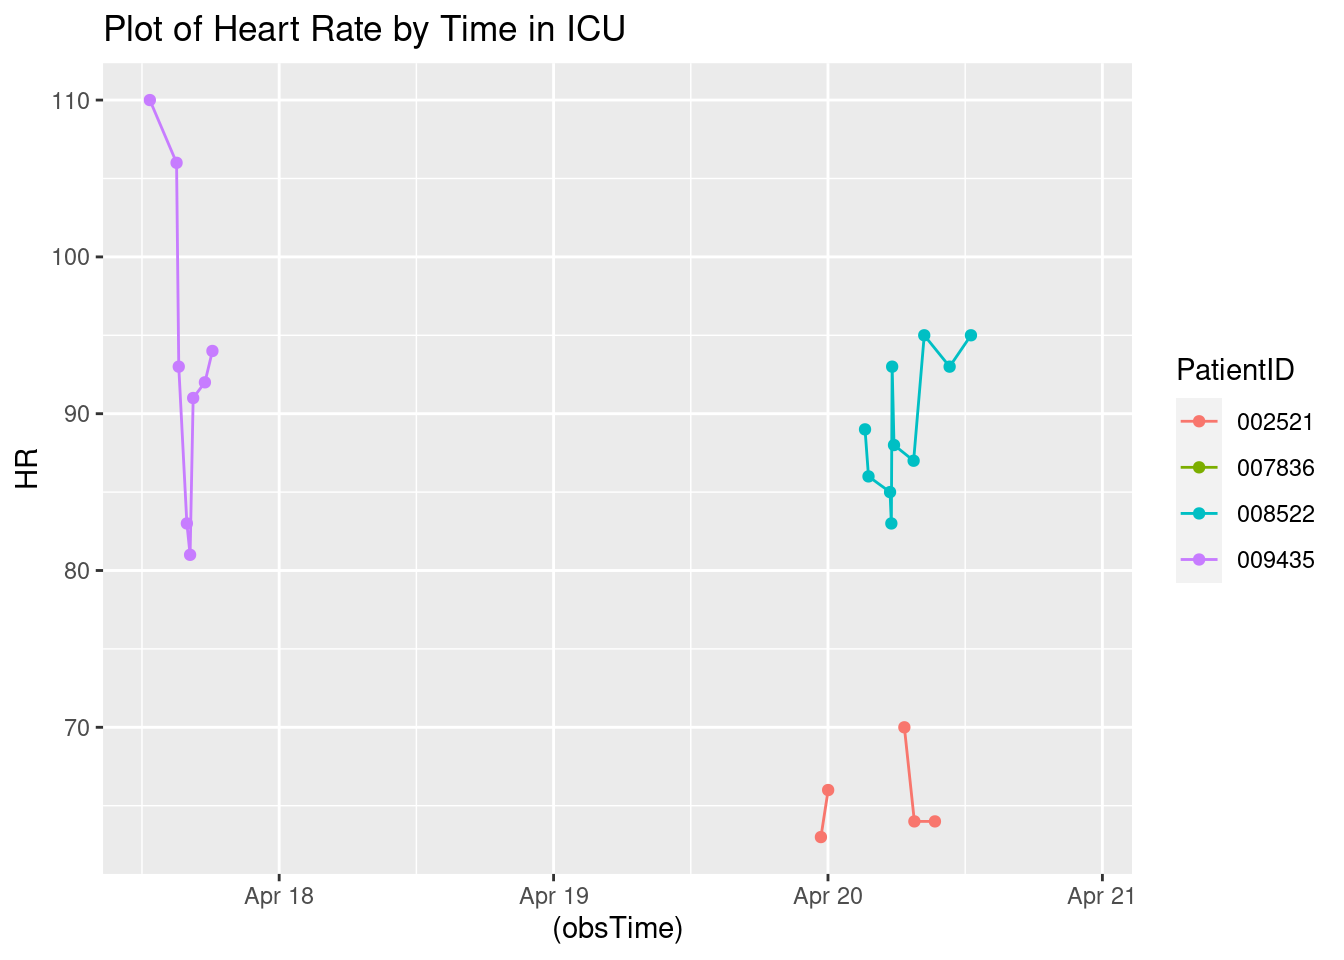 Plot of Heart Rate by Time in ICU
110
100
90
80
70
HR
Apr 18
Apr 19
Apr 20
Apr 21
(obsTime)
PatientID
002521
007836
008522
009435